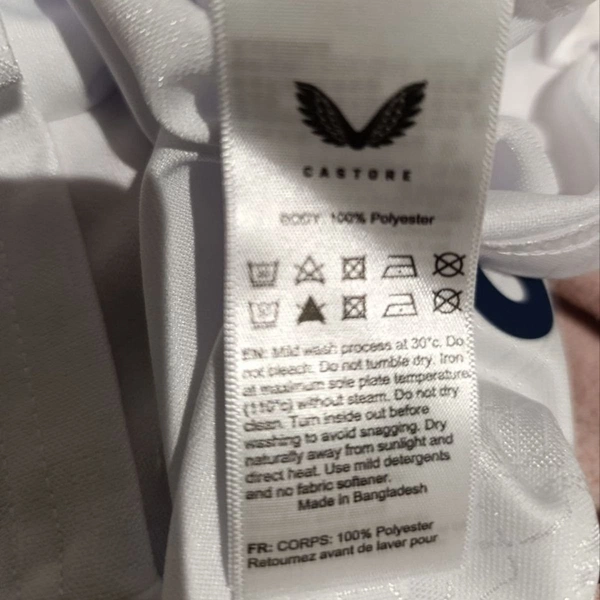 CASTORE
BODY: 100% Polyester
EN: Mild wash process at 30°c. Do
not bleach. Do not tumble dry. Iron
at maximum sole plate temperature
(110°c) without steam. Do not dry
clean. Turn inside out before
washing to avoid snagging. Dry
naturally away from sunlight and
direct heat. Use mild detergents
and no fabric softener.
Made in Bangladesh
FR: CORPS: 100% Polyester
Retournez avant de laver pour